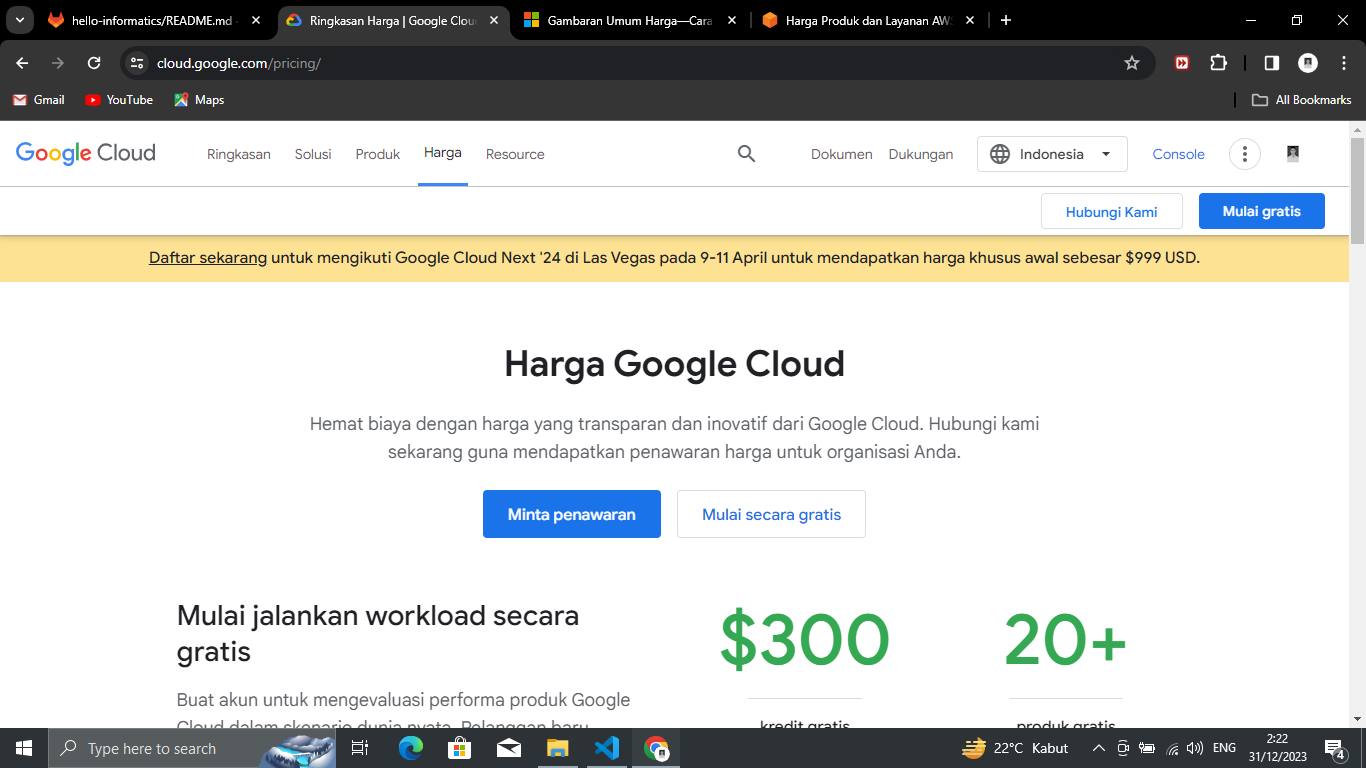 hello-informatics/README.md
Ringkasan Harga | Google Clou
Gambaran Umum Harga—Cara
Harga Produk dan Layanan AW
cloud.google.com/pricing/
Gmail YouTube Maps All Bookmarks
Google Cloud Ringkasan Solusi Produk Harga Resource Dokumen Dukungan Indonesia Console
Hubungi Kami Mulai gratis
Daftar sekarang untuk mengikuti Google Cloud Next '24 di Las Vegas pada 9-11 April untuk mendapatkan harga khusus awal sebesar $999 USD.
Harga Google Cloud
Hemat biaya dengan harga yang transparan dan inovatif dari Google Cloud. Hubungi kami
sekarang guna mendapatkan penawaran harga untuk organisasi Anda.
Minta penawaran Mulai secara gratis
Mulai jalankan workload secara
gratis
$300 20+
Buat akun untuk mengevaluasi performa produk Google
Cloud dalam skenario dunia nyata. Pelanggan baru
kredit gratis produk gratis
Type here to search
22°C Kabut ENG
2:22
31/12/2023
4